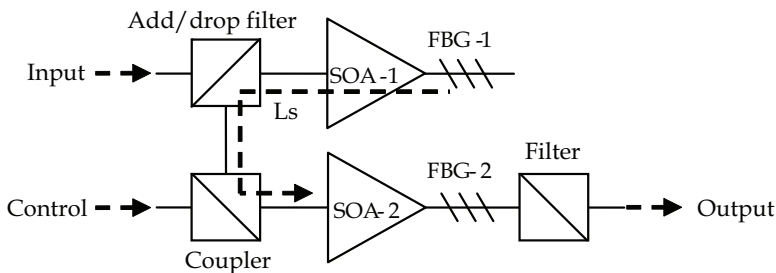 Add/drop filter
FBG-1
Input
SOA-1
Ls
FBG-2
Filter
Control
SOA-2
Output
Coupler